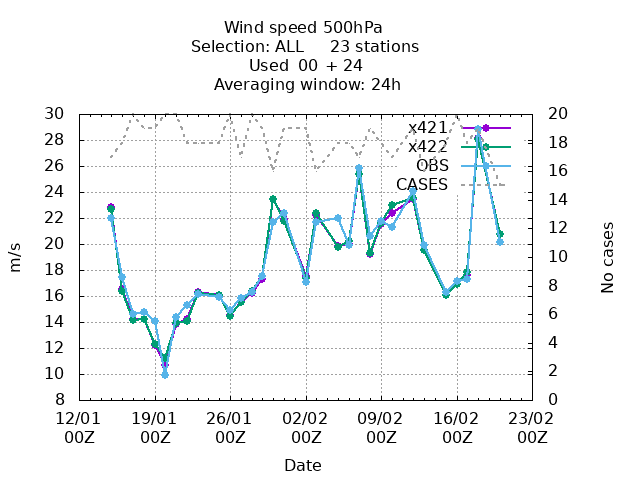 Wind speed 500hPa
Selection: ALL 23 stations
Used 00 + 24
Averaging window: 24h
30 20
28 18
26 16
24 14
22 12
20 10
18 8
16 6
14 4
12 2
10 0
8
x421
x422
OBS
CASES
m/s
No cases
12/01 19/01 26/01 02/02 09/02 16/02 23/02
00Z 00Z 00Z 00Z 00Z 00Z 00Z
Date